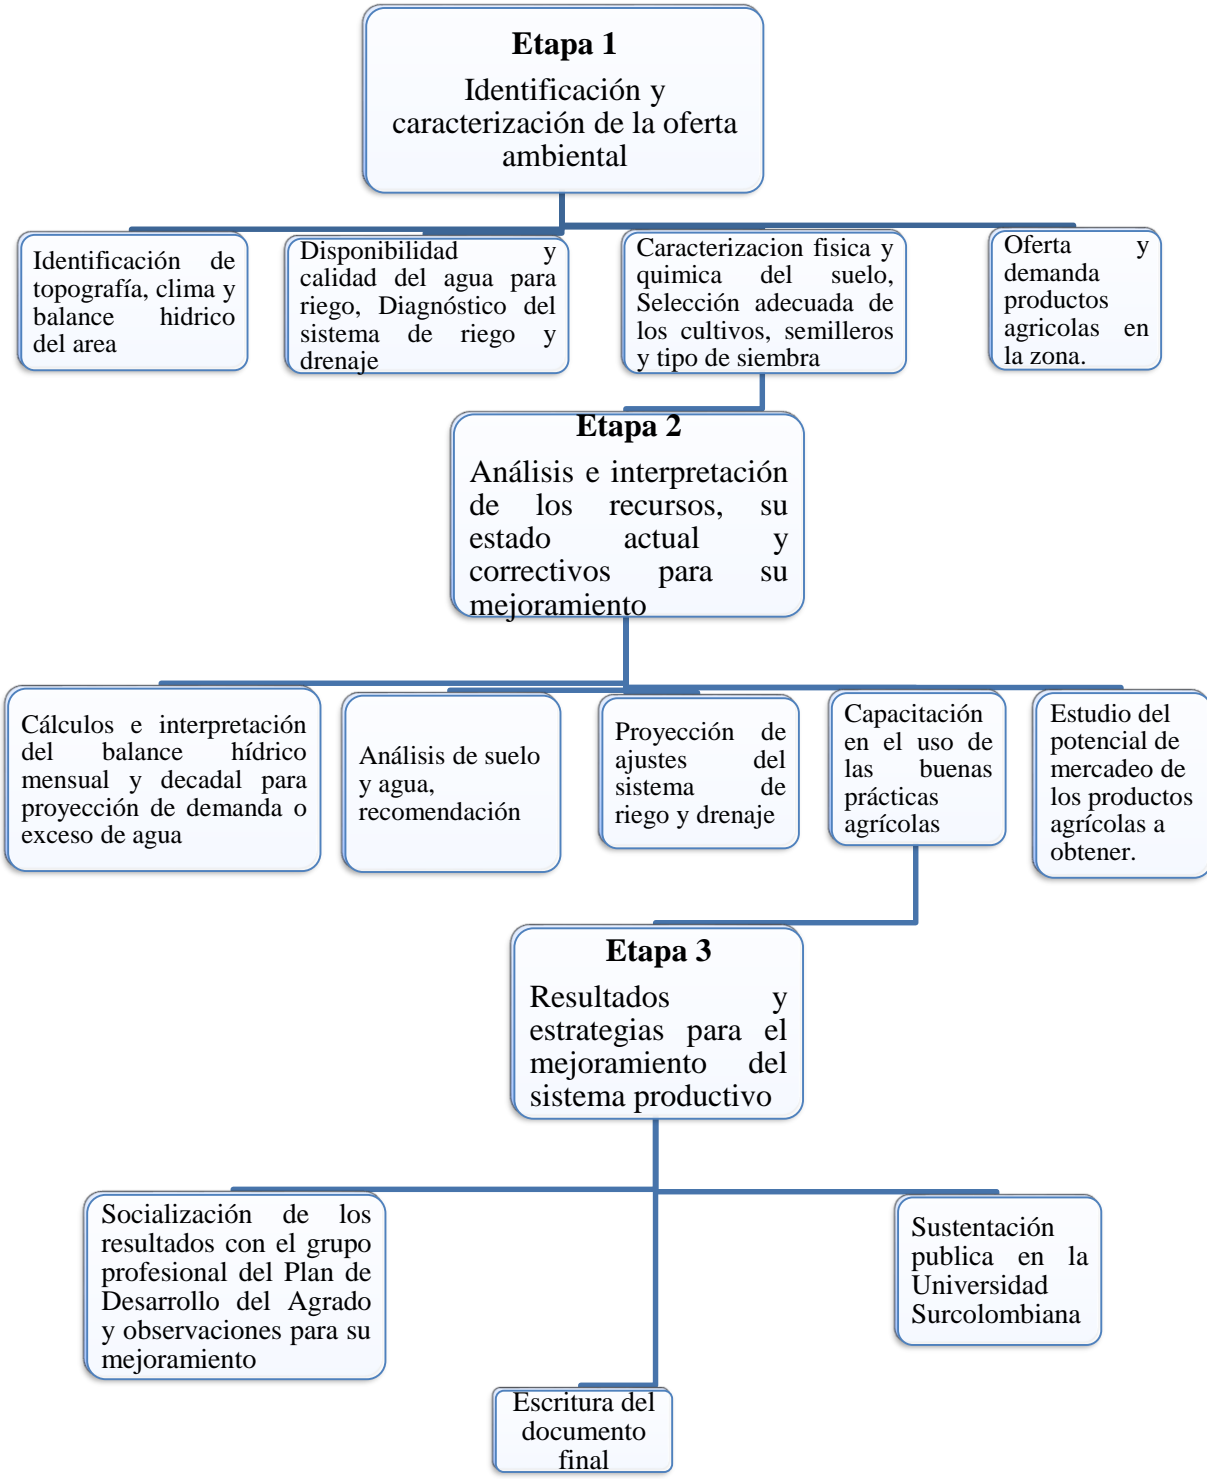 Etapa 1
Identificación y
caracterización de la oferta
ambiental
Identificación de
topografía, clima y
balance hidrico
del area
Disponibilidad y
calidad del agua para
riego, Diagnóstico del
sistema de riego y
drenaje
Caracterizacion fisica y
quimica del suelo,
Selección adecuada de
los cultivos, semilleros
y tipo de siembra
Oferta y
demanda
productos
agricolas en
la zona.
Etapa 2
Análisis e interpretación
de los recursos, su
estado actual y
correctivos para su
mejoramiento
Cálculos e interpretación
del balance hídrico
mensual y decadal para
proyección de demanda o
exceso de agua
Análisis de suelo
y agua,
recomendación
Proyección de
ajustes del
sistema de
riego y drenaje
Capacitación
en el uso de
las buenas
prácticas
agrícolas
Estudio del
potencial de
mercadeo de
los productos
agrícolas a
obtener.
Etapa 3
Resultados y
estrategias para el
mejoramiento del
sistema productivo
Socialización de los
resultados con el grupo
profesional del Plan de
Desarrollo del Agrado
y observaciones para su
mejoramiento
Sustentación
publica en la
Universidad
Surcolombiana
Escritura del
documento
final